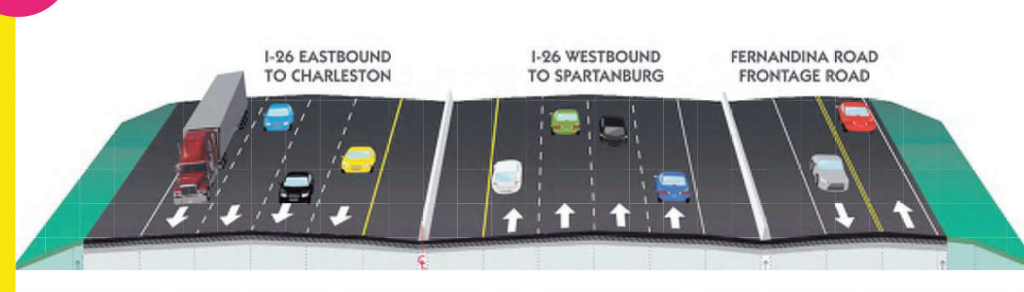 I-26 EASTBOUND
TO CHARLESTON
I-26 WESTBOUND
TO SPARTANBURG
FERNANDINA ROAD
FRONTAGE ROAD